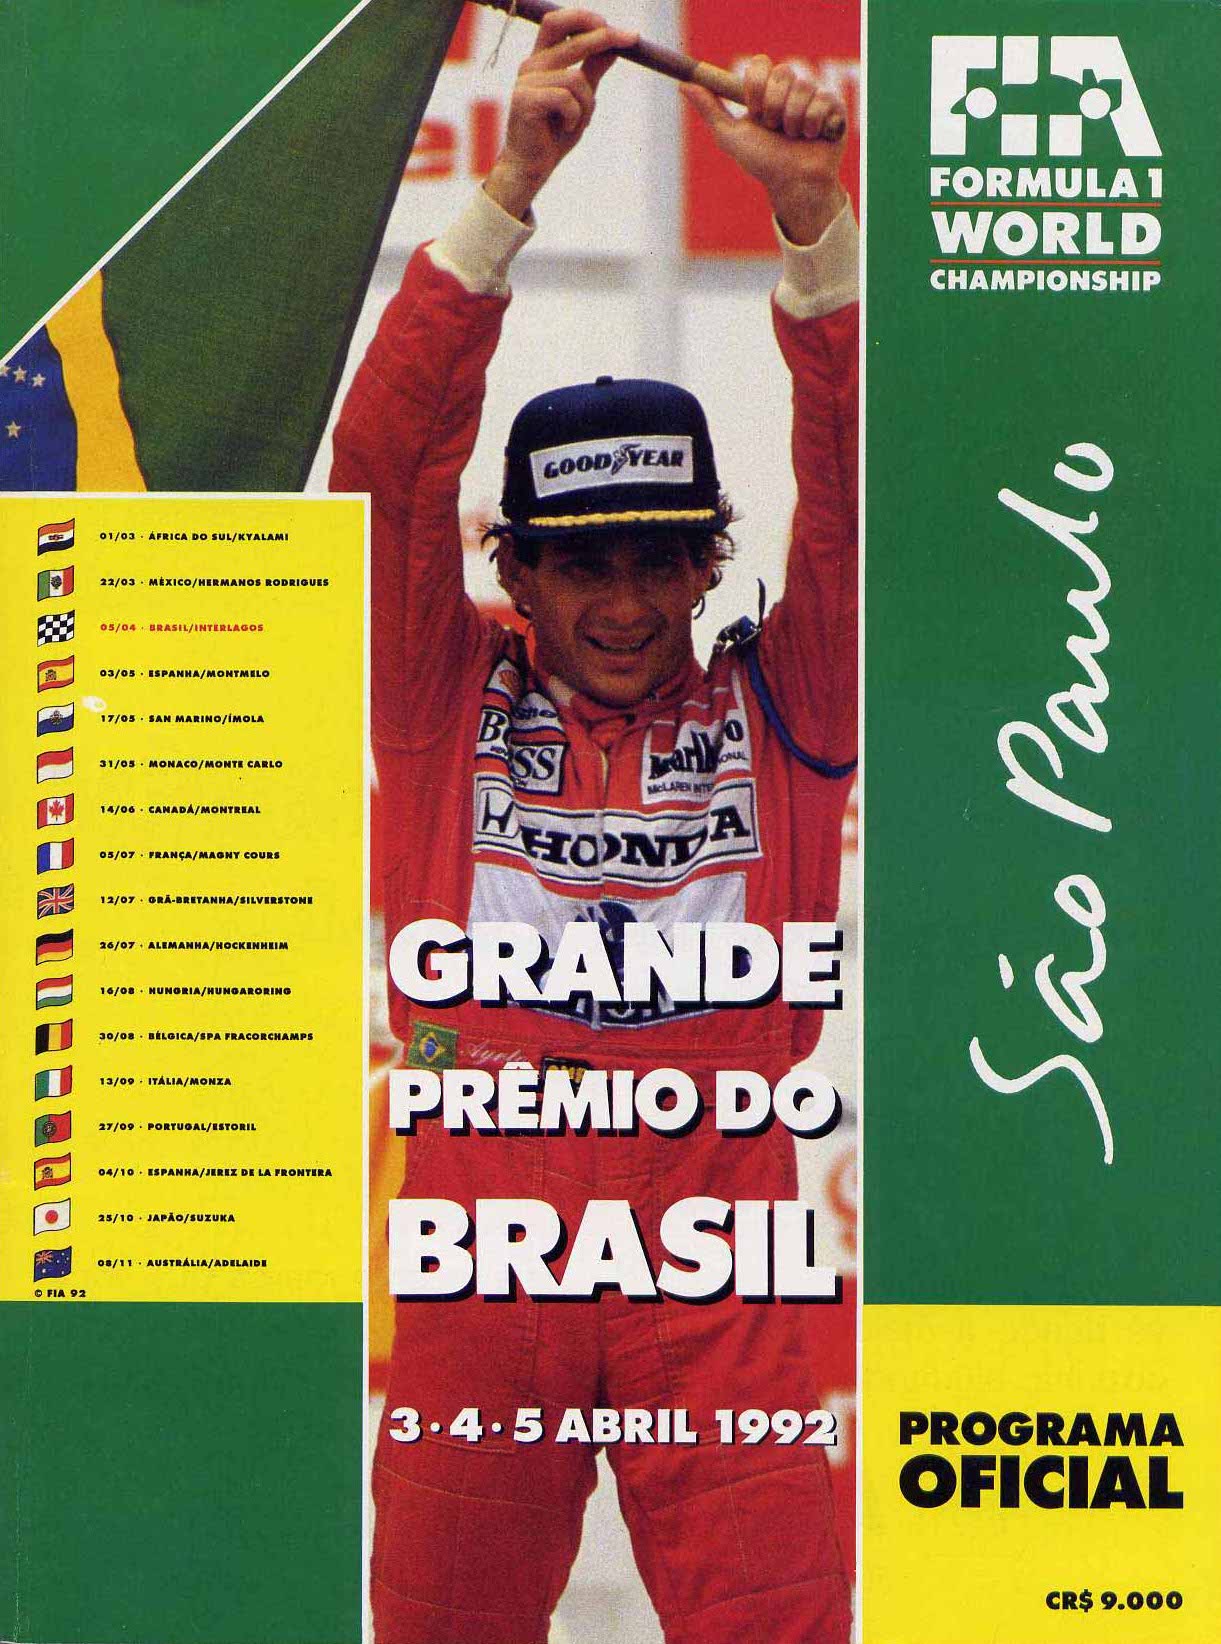 FIA
FORMULA 1
WORLD
CHAMPIONSHIP
São Paulo
GOODYEAR
BOSS
Marlboro
McLAREN INTE
HONDA
01/03 · ÁFRICA DO SUL/KYALAMI
22/03 · MÉXICO/HERMANOS RODRIGUES
05/04 · BRASIL/INTERLAGOS
03/05 · ESPANHA/MONTMELO
17/05 · SAN MARINO/ÍMOLA
31/05 · MONACO/MONTE CARLO
14/06 · CANADÁ/MONTREAL
05/07 · FRANÇA/MAGNY COURS
12/07 · GRÃ-BRETANHA/SILVERSTONE
26/07 · ALEMANHA/HOCKENHEIM
16/08 · HUNGRIA/HUNGARORING
30/08 · BÉLGICA/SPA FRACORCHAMPS
13/09 · ITÁLIA/MONZA
27/09 · PORTUGAL/ESTORIL
04/10 · ESPANHA/JEREZ DE LA FRONTERA
25/10 · JAPÃO/SUZUKA
08/11 · AUSTRÁLIA/ADELAIDE
© FIA 92
GRANDE
PRÊMIO DO
BRASIL
3·4·5 ABRIL 1992
PROGRAMA
OFICIAL
CR$ 9.000